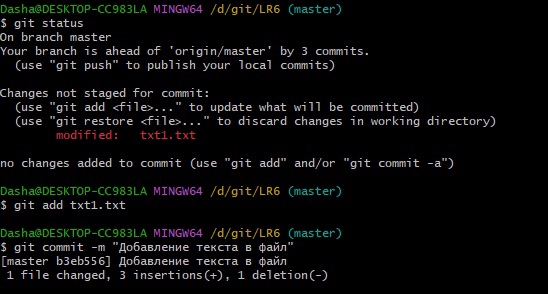 Dasha@DESKTOP-CC983LA MINGW64 /d/git/LR6 (master)
$ git status
On branch master
Your branch is ahead of 'origin/master' by 3 commits.
  (use "git push" to publish your local commits)

Changes not staged for commit:
  (use "git add <file>..." to update what will be committed)
  (use "git restore <file>..." to discard changes in working directory)
        modified:   txt1.txt

no changes added to commit (use "git add" and/or "git commit -a")

Dasha@DESKTOP-CC983LA MINGW64 /d/git/LR6 (master)
$ git add txt1.txt

Dasha@DESKTOP-CC983LA MINGW64 /d/git/LR6 (master)
$ git commit -m "Добавление текста в файл"
[master b3eb556] Добавление текста в файл
 1 file changed, 3 insertions(+), 1 deletion(-)